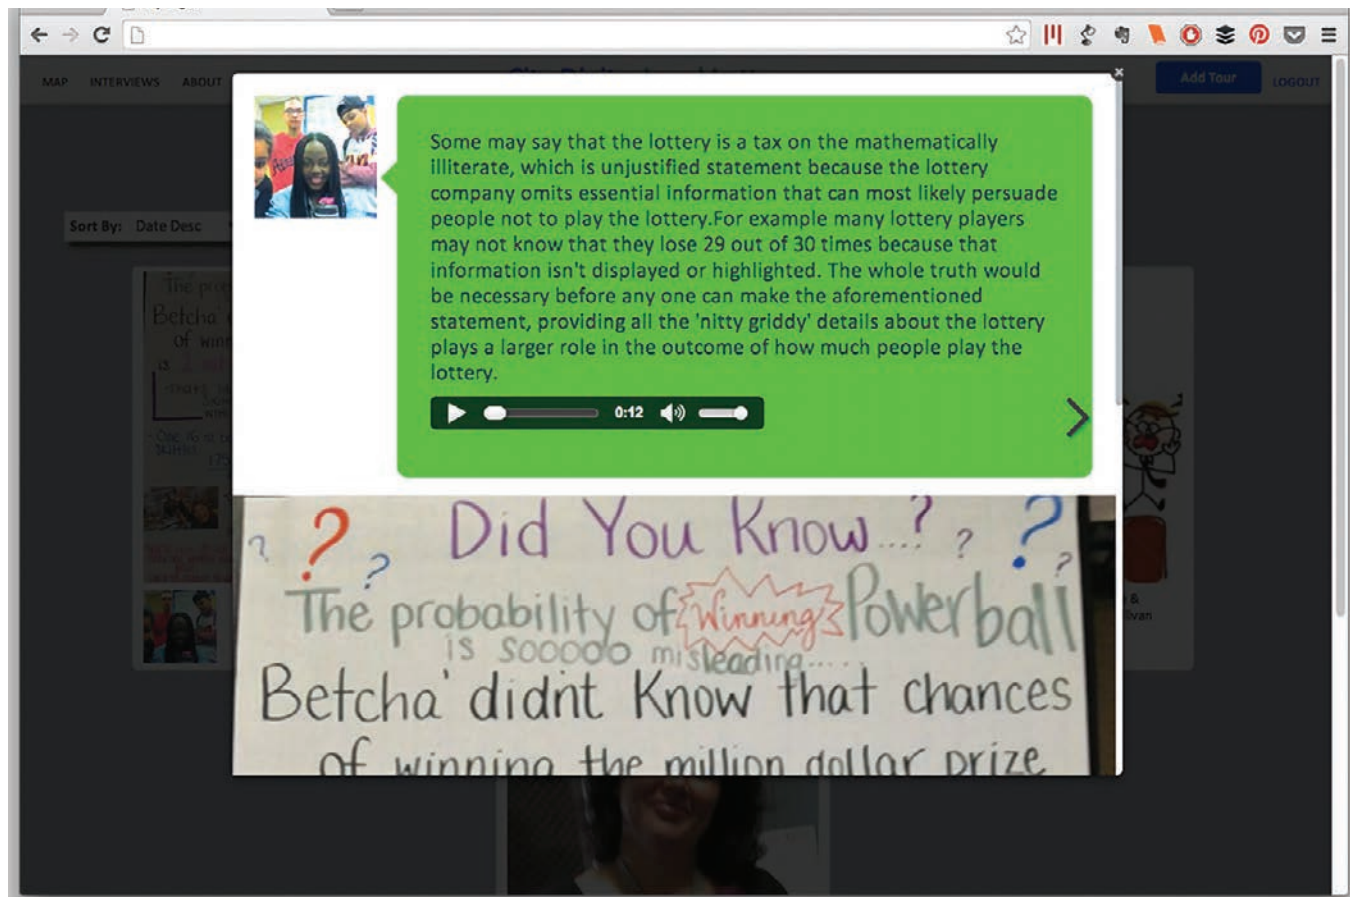 MAP INTERVIEWS ABOUT
Add Tour LOGOUT
Sort By: Date Desc
Some may say that the lottery is a tax on the mathematically
illiterate, which is unjustified statement because the lottery
company omits essential information that can most likely persuade
people not to play the lottery.For example many lottery players
may not know that they lose 29 out of 30 times because that
information isn't displayed or highlighted. The whole truth would
be necessary before any one can make the aforementioned
statement, providing all the 'nitty griddy' details about the lottery
plays a larger role in the outcome of how much people play the
lottery.
0:12
? ? ? Did You Know....? ? ? ?
The probability of Winning Powerball
is sooooo misleading.....
Betcha' didnt Know that chances
of winning the million dollar prize